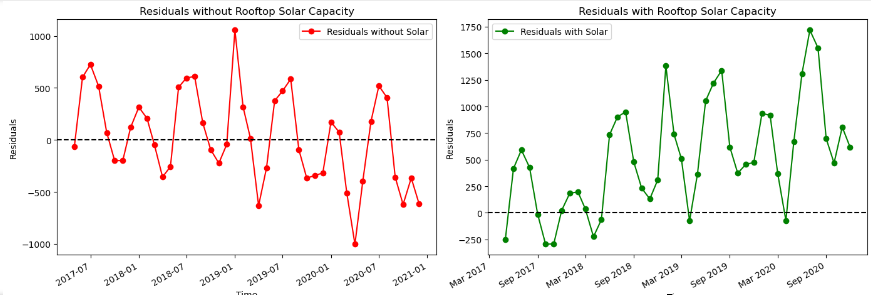 Residuals without Rooftop Solar Capacity
Residuals without Solar
1000
500
0
−500
−1000
Residuals
2017-07
2018-01
2018-07
2019-01
2019-07
2020-01
2020-07
2021-01
Time
Residuals with Rooftop Solar Capacity
Residuals with Solar
1750
1500
1250
1000
750
500
250
0
−250
Residuals
Mar 2017
Sep 2017
Mar 2018
Sep 2018
Mar 2019
Sep 2019
Mar 2020
Sep 2020